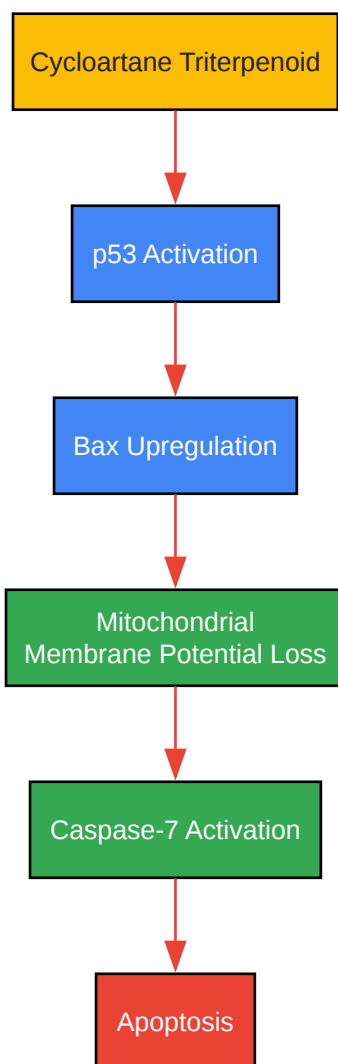 Cycloartane Triterpenoid
p53 Activation
Bax Upregulation
Mitochondrial
Membrane Potential Loss
Caspase-7 Activation
Apoptosis